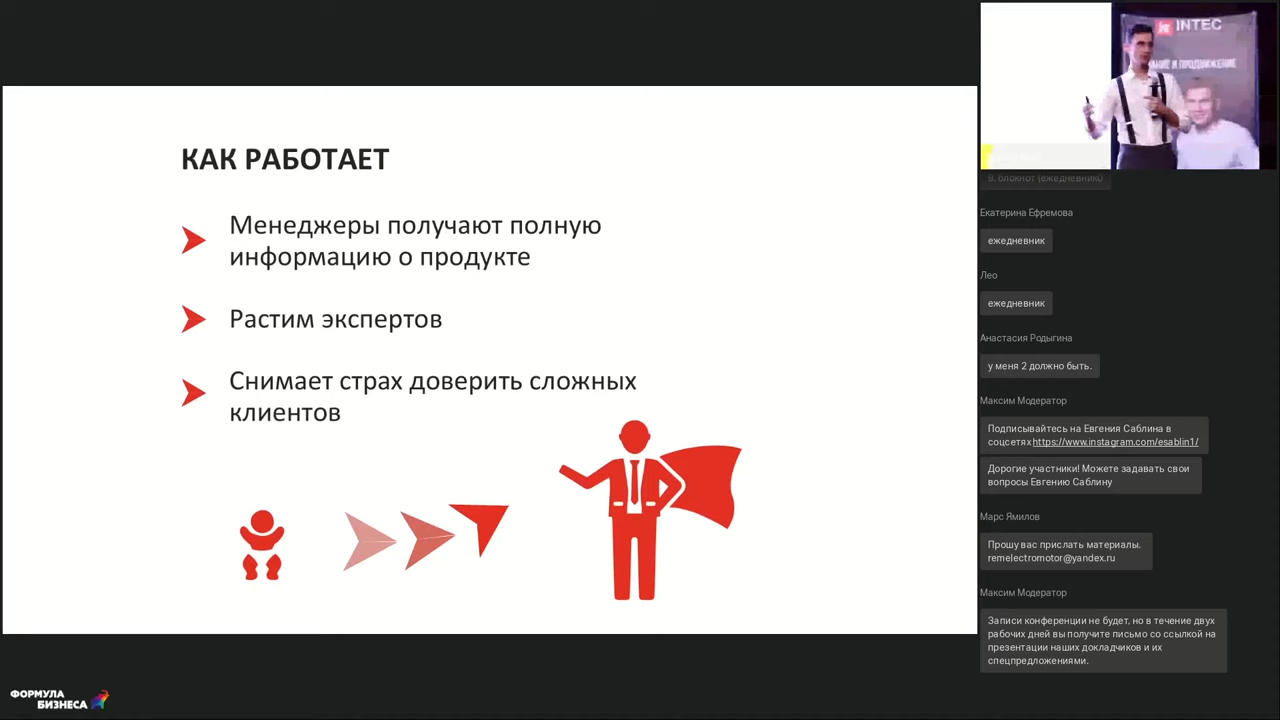 КАК РАБОТАЕТ
Менеджеры получают полную
информацию о продукте
Растим экспертов
Снимает страх доверить сложных
клиентов
ФОРМУЛА
БИЗНЕСА
INTEC
И ПРОДВИЖЕНИЕ
9. блокнот (ежедневник0
Екатерина Ефремова
ежедневник
Лео
ежедневник
Анастасия Родыгина
у меня 2 должно быть.
Максим Модератор
Подписывайтесь на Евгения Саблина в
соцсетях https://www.instagram.com/esablin1/
Дорогие участники! Можете задавать свои
вопросы Евгению Саблину
Марс Ямилов
Прошу вас прислать материалы.
remelectromotor@yandex.ru
Максим Модератор
Записи конференции не будет, но в течение двух
рабочих дней вы получите письмо со ссылкой на
презентации наших докладчиков и их
спецпредложениями.